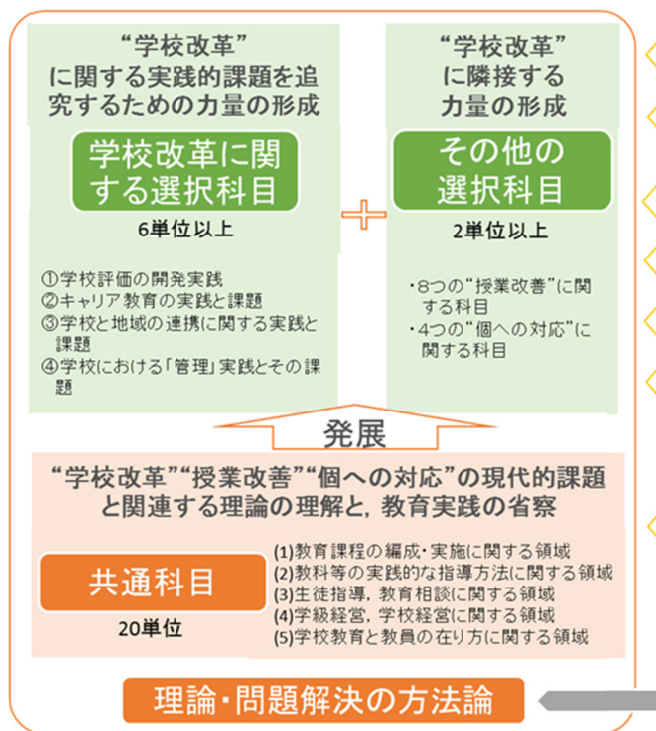 “学校改革”
に関する実践的課題を追
究するための力量の形成
学校改革に関
する選択科目
6単位以上
①学校評価の開発実践
②キャリア教育の実践と課題
③学校と地域の連携に関する実践と
課題
④学校における「管理」実践とその課
題
+
“学校改革”
に隣接する
力量の形成
その他の
選択科目
2単位以上
・8つの“授業改善”に関
する科目
・4つの“個への対応”に
関する科目
発展
“学校改革”“授業改善”“個への対応”の現代的課題
と関連する理論の理解と, 教育実践の省察
共通科目
20単位
(1)教育課程の編成・実施に関する領域
(2)教科等の実践的な指導方法に関する領域
(3)生徒指導, 教育相談に関する領域
(4)学級経営, 学校経営に関する領域
(5)学校教育と教員の在り方に関する領域
理論・問題解決の方法論